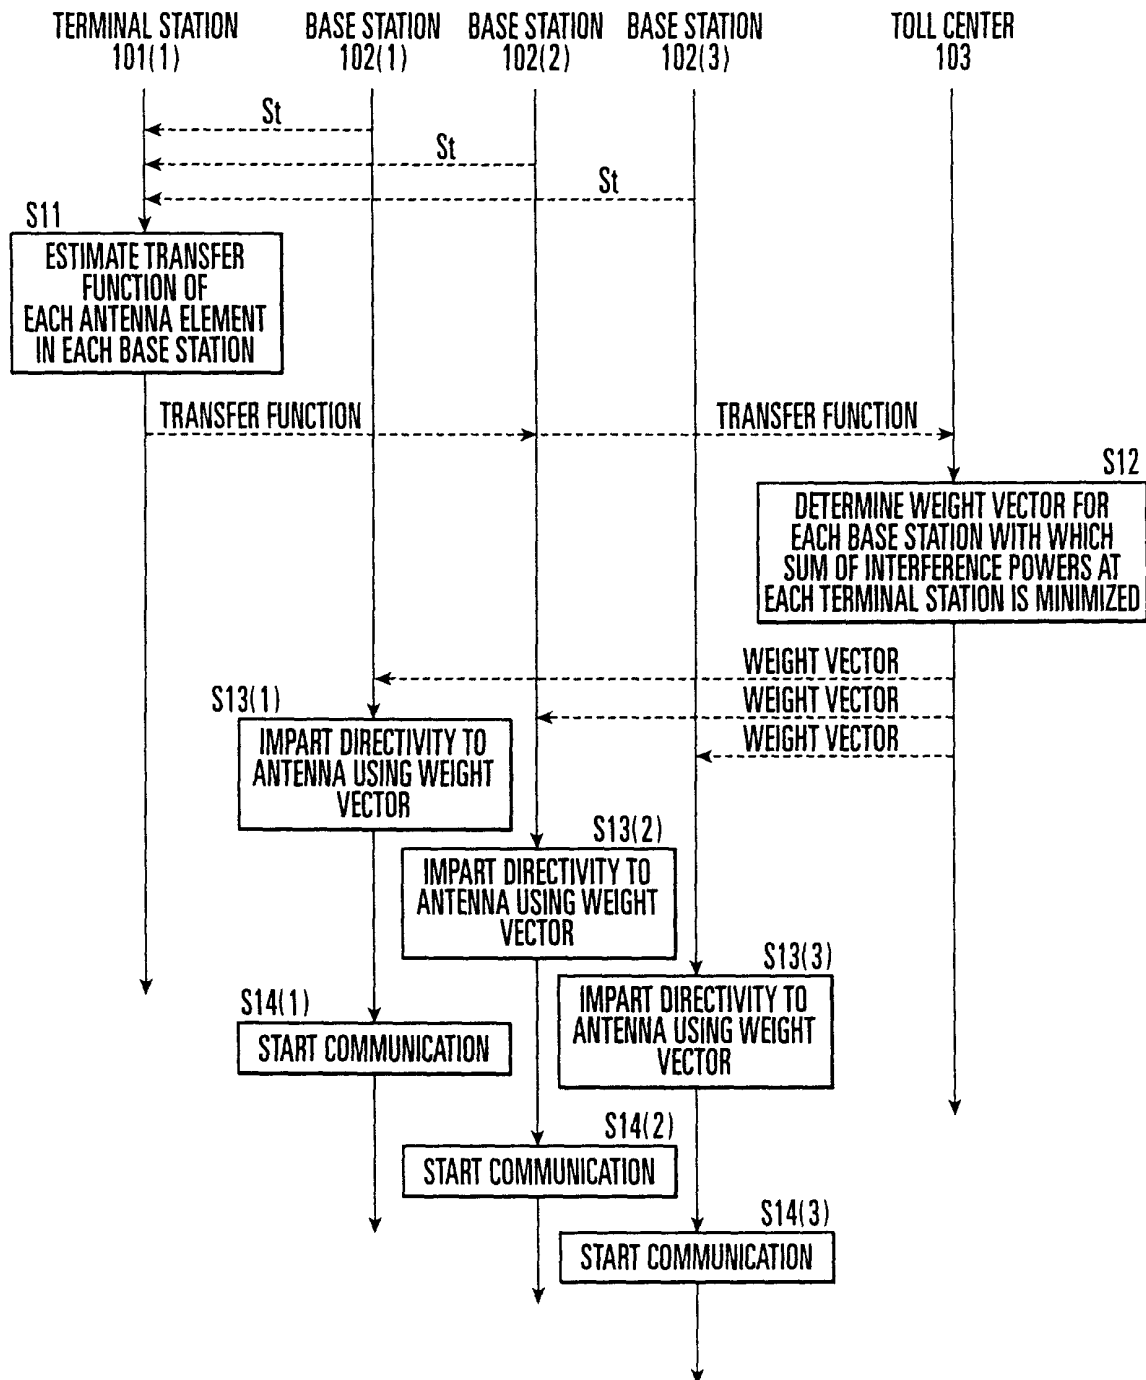 TERMINAL STATION
101(1)
BASE STATION
102(1)
BASE STATION
102(2)
BASE STATION
102(3)
TOLL CENTER
103
St
St
St
S11
ESTIMATE TRANSFER
FUNCTION OF
EACH ANTENNA ELEMENT
IN EACH BASE STATION
TRANSFER FUNCTION
TRANSFER FUNCTION
S12
DETERMINE WEIGHT VECTOR FOR
EACH BASE STATION WITH WHICH
SUM OF INTERFERENCE POWERS AT
EACH TERMINAL STATION IS MINIMIZED
WEIGHT VECTOR
WEIGHT VECTOR
WEIGHT VECTOR
S13(1)
IMPART DIRECTIVITY TO
ANTENNA USING WEIGHT
VECTOR
S13(2)
IMPART DIRECTIVITY TO
ANTENNA USING WEIGHT
VECTOR
S13(3)
IMPART DIRECTIVITY TO
ANTENNA USING WEIGHT
VECTOR
S14(1)
START COMMUNICATION
S14(2)
START COMMUNICATION
S14(3)
START COMMUNICATION